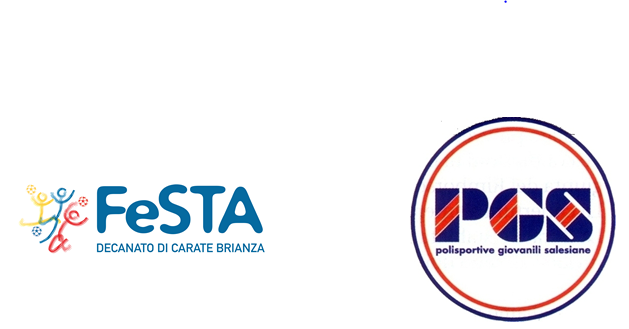 FeSTA
DECANATO DI CARATE BRIANZA
PGS
polisportive giovanili salesiane